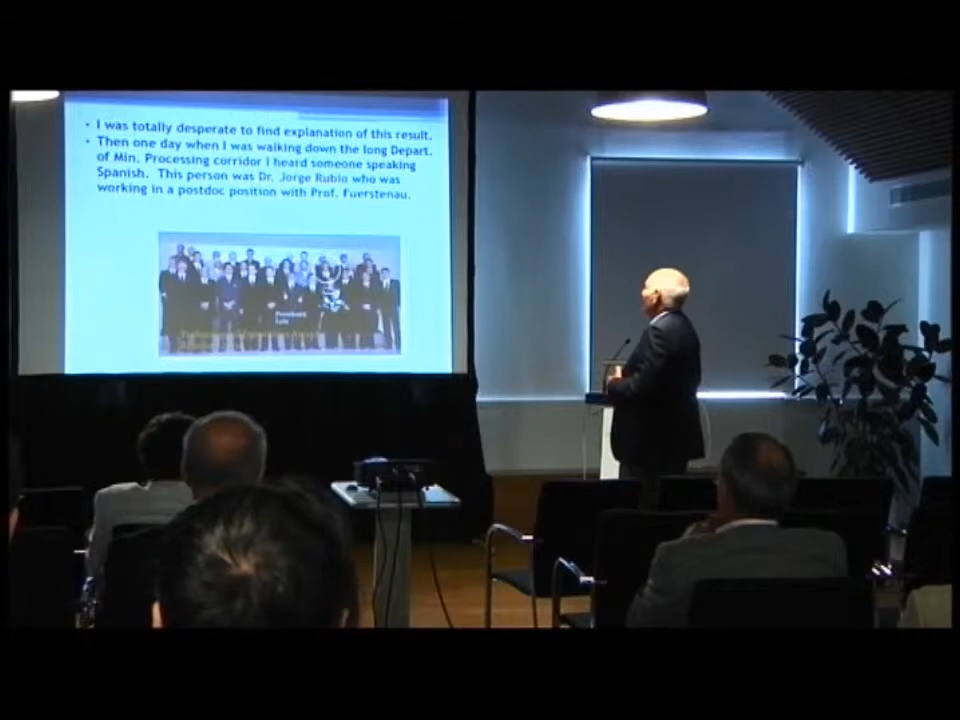 • I was totally desperate to find explanation of this result.
• Then one day when I was walking down the long Depart.
of Min. Processing corridor I heard someone speaking
Spanish. This person was Dr. Jorge Rubio who was
working in a postdoc position with Prof. Fuerstenau.